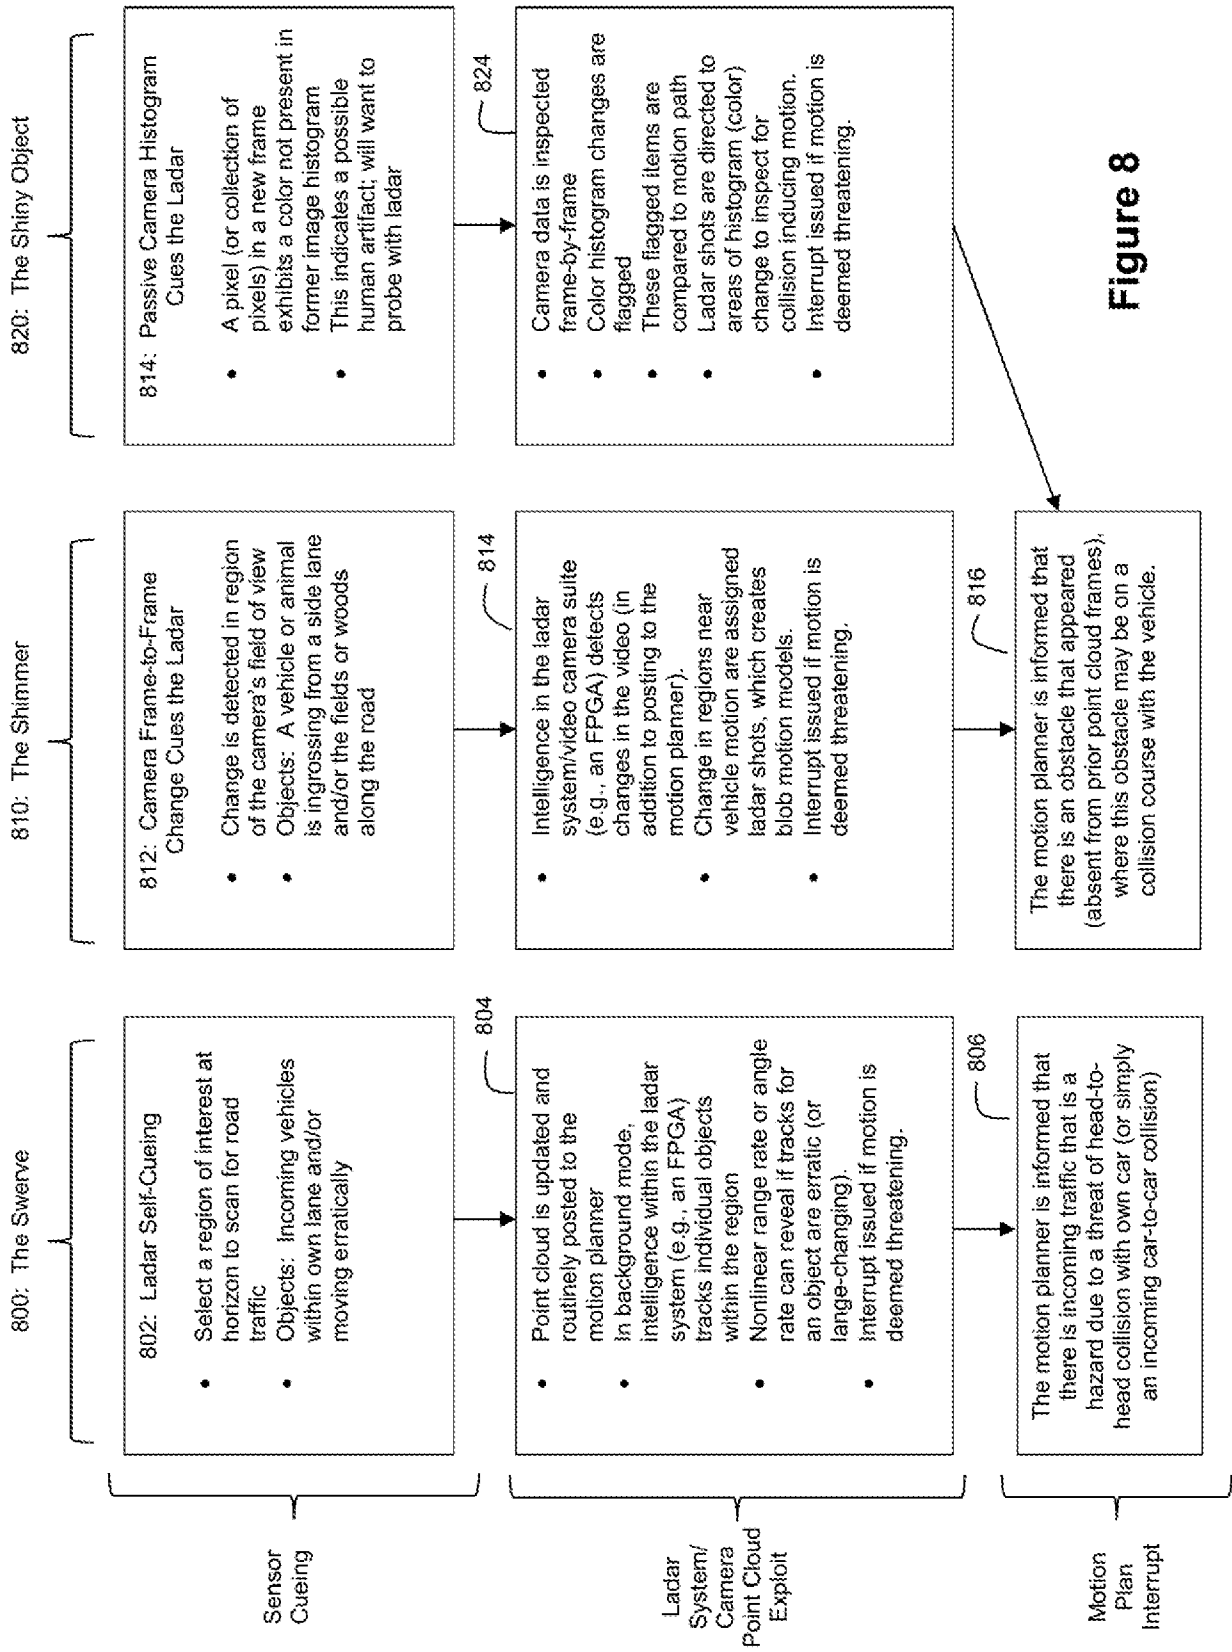 800: The Swerve
810: The Shimmer
820: The Shiny Object
Sensor
Cueing
802: Ladar Self-Cueing
• Select a region of interest at
horizon to scan for road
traffic
• Objects: Incoming vehicles
within own lane and/or
moving erratically
812: Camera Frame-to-Frame
Change Cues the Ladar
• Change is detected in region
of the camera's field of view
• Objects: A vehicle or animal
is ingrossing from a side lane
and/or the fields or woods
along the road
814: Passive Camera Histogram
Cues the Ladar
• A pixel (or collection of
pixels) in a new frame
exhibits a color not present in
former image histogram
• This indicates a possible
human artifact; will want to
probe with ladar
804
814
824
Ladar
System/
Camera
Point Cloud
Exploit
• Point cloud is updated and
routinely posted to the
motion planner
• In background mode,
intelligence within the ladar
system (e.g., an FPGA)
tracks individual objects
within the region
• Nonlinear range rate or angle
rate can reveal if tracks for
an object are erratic (or
lange-changing).
• Interrupt issued if motion is
deemed threatening.
• Intelligence in the ladar
system/video camera suite
(e.g., an FPGA) detects
changes in the video (in
addition to posting to the
motion planner).
• Change in regions near
vehicle motion are assigned
ladar shots, which creates
blob motion models.
• Interrupt issued if motion is
deemed threatening.
• Camera data is inspected
frame-by-frame
• Color histogram changes are
flagged
• These flagged items are
compared to motion path
• Ladar shots are directed to
areas of histogram (color)
change to inspect for
collision inducing motion.
• Interrupt issued if motion is
deemed threatening.
806
816
Motion
Plan
Interrupt
The motion planner is informed that
there is incoming traffic that is a
hazard due to a threat of head-to-
head collision with own car (or simply
an incoming car-to-car collision)
The motion planner is informed that
there is an obstacle that appeared
(absent from prior point cloud frames),
where this obstacle may be on a
collision course with the vehicle.
Figure 8